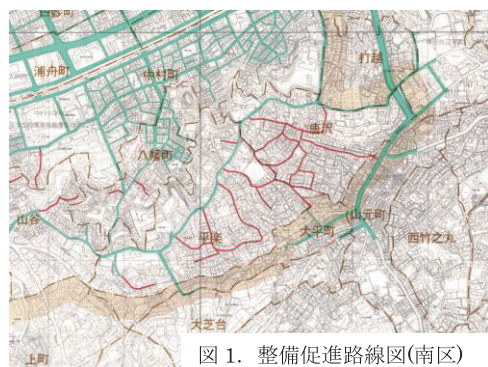 浦舟町
中村町
打越
八幡町
唐沢
山谷
平楽
大平町
(山元町
西竹之丸
大芝台
上町
図 1．整備促進路線図(南区)